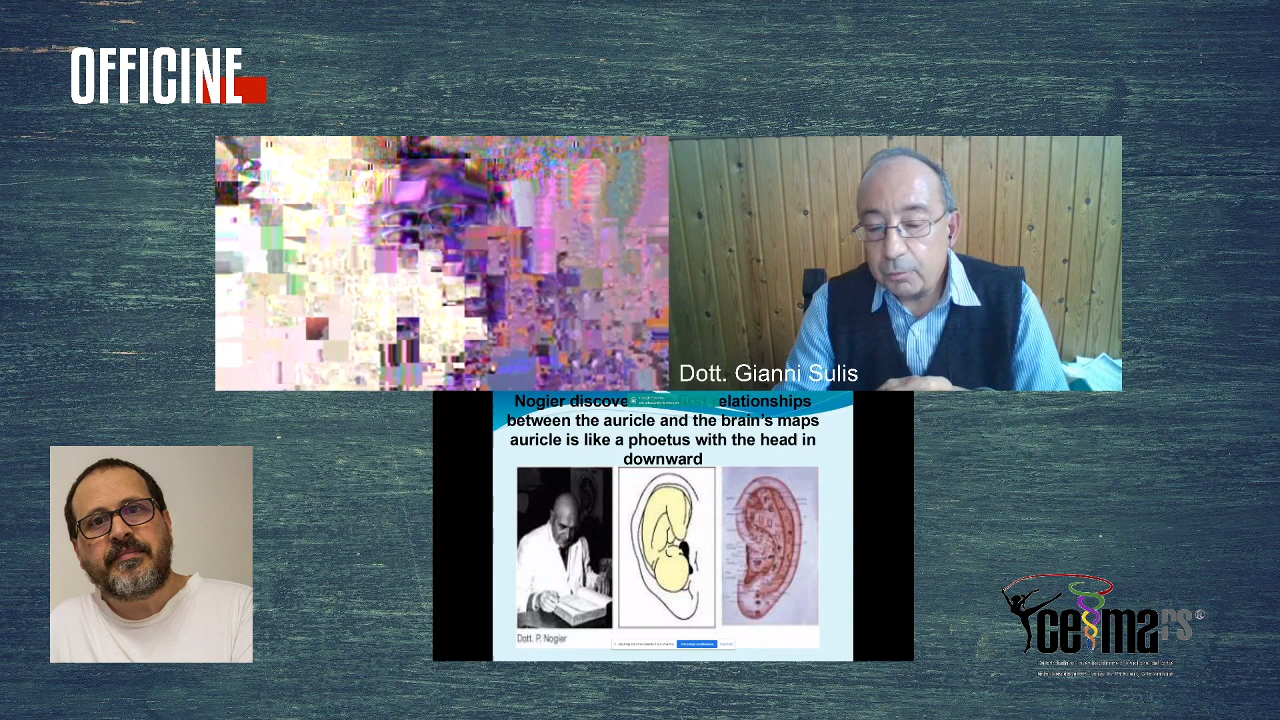 OFFICINE
Dott. Gianni Sulis
Nogier discove elationships
between the auricle and the brain's maps
auricle is like a phoetus with the head in
downward
Dott. P. Nogier